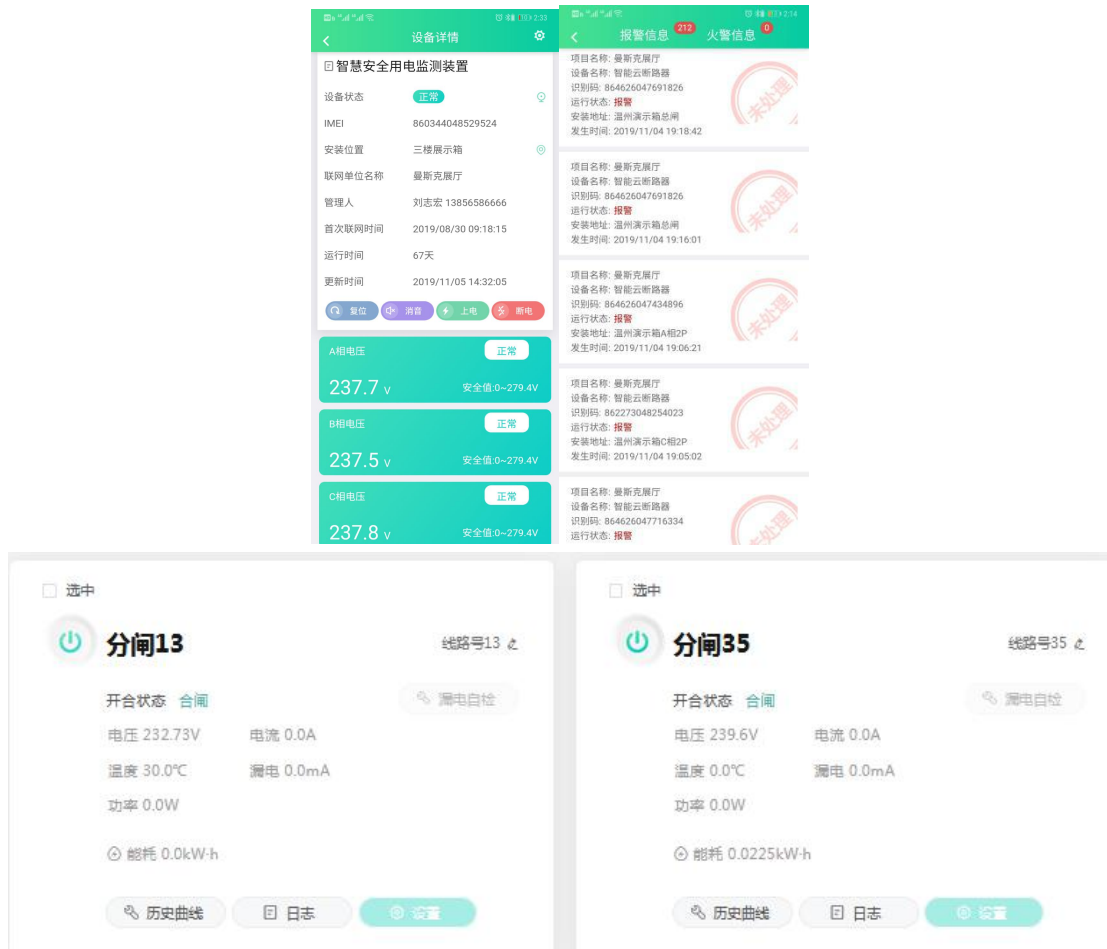 2:33
设备详情
智慧安全用电监测装置
设备状态 正常
IMEI 860344048529524
安装位置 三楼展示箱
联网单位名称 曼斯克展厅
管理人 刘志宏 13856586666
首次联网时间 2019/08/30 09:18:15
运行时间 67天
更新时间 2019/11/05 14:32:05
复位 消音 上电 断电
A相电压 正常
237.7 V 安全值:0~279.4V
B相电压 正常
237.5 V 安全值:0~279.4V
C相电压 正常
237.8 V 安全值:0~279.4V
2:14
报警信息 212 火警信息 0
项目名称: 曼斯克展厅
设备名称: 智能云断路器
识别码: 864626047691826
运行状态: 报警
安装地址: 温州演示箱总闸
发生时间: 2019/11/04 19:18:42
未处理
项目名称: 曼斯克展厅
设备名称: 智能云断路器
识别码: 864626047691826
运行状态: 报警
安装地址: 温州演示箱总闸
发生时间: 2019/11/04 19:16:01
未处理
项目名称: 曼斯克展厅
设备名称: 智能云断路器
识别码: 864626047434896
运行状态: 报警
安装地址: 温州演示箱A相2P
发生时间: 2019/11/04 19:06:21
未处理
项目名称: 曼斯克展厅
设备名称: 智能云断路器
识别码: 862273048254023
运行状态: 报警
安装地址: 温州演示箱C相2P
发生时间: 2019/11/04 19:05:02
未处理
项目名称: 曼斯克展厅
设备名称: 智能云断路器
识别码: 864626047716334
运行状态: 报警
未处理
选中
分闸13 线路号13
开合状态 合闸 漏电自检
电压 232.73V 电流 0.0A
温度 30.0℃ 漏电 0.0mA
功率 0.0W
能耗 0.0kW·h
历史曲线 日志 设置
选中
分闸35 线路号35
开合状态 合闸 漏电自检
电压 239.6V 电流 0.0A
温度 0.0℃ 漏电 0.0mA
功率 0.0W
能耗 0.0225kW·h
历史曲线 日志 设置